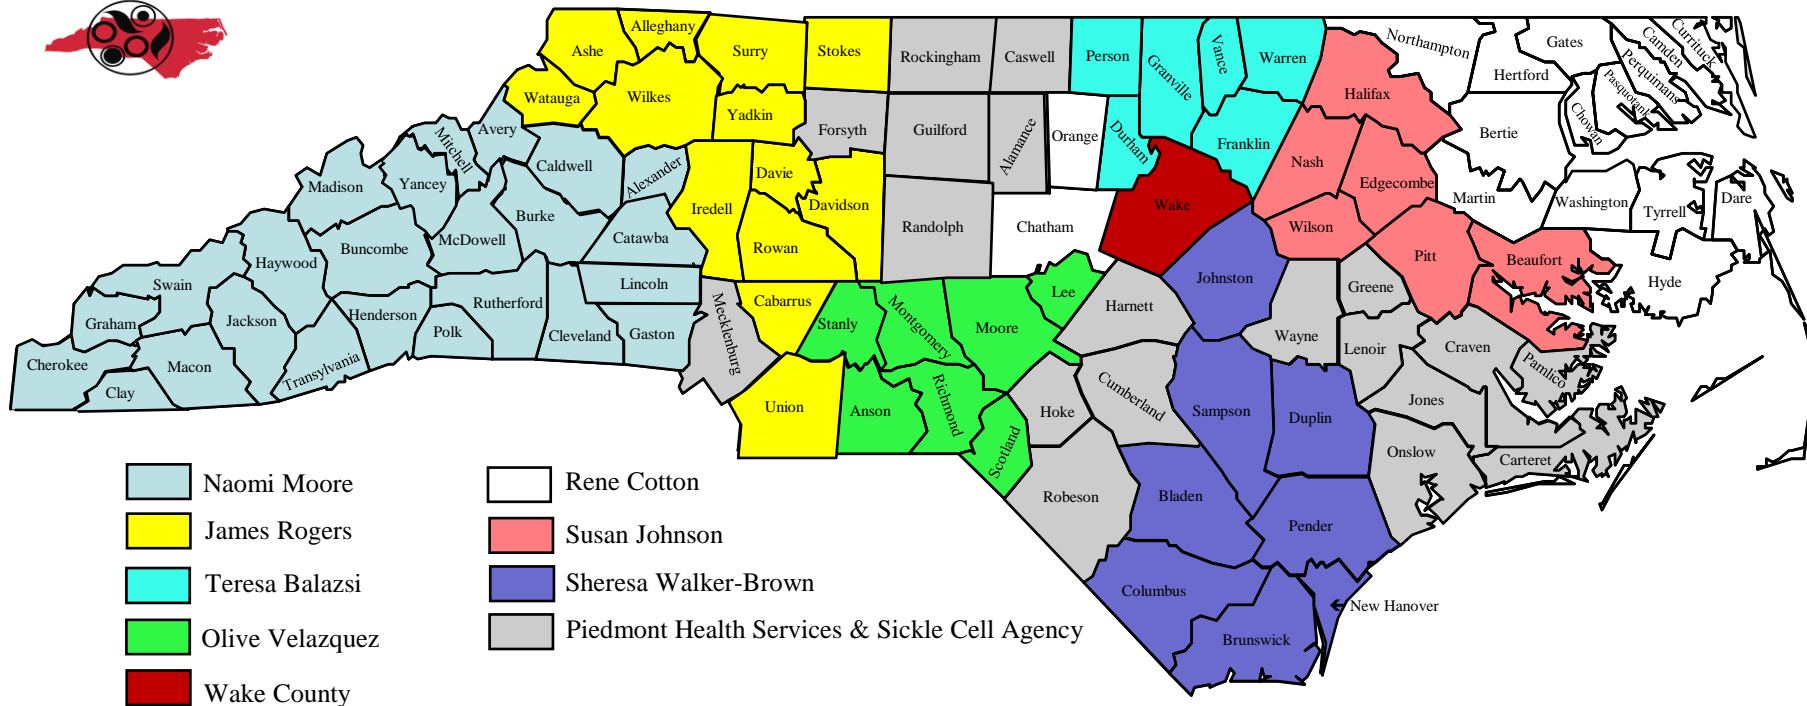 Ashe
Alleghany
Surry
Stokes
Rockingham
Caswell
Person
Granville
Vance
Warren
Northampton
Gates
Hertford
Camden
Currituck
Perquimans
Pasquotank
Chowan
Watauga
Wilkes
Yadkin
Forsyth
Guilford
Alamance
Orange
Durham
Franklin
Halifax
Bertie
Mitchell
Avery
Caldwell
Alexander
Davie
Nash
Edgecombe
Madison
Yancey
Burke
Iredell
Davidson
Randolph
Chatham
Wake
Wilson
Martin
Washington
Tyrrell
Dare
Buncombe
McDowell
Catawba
Rowan
Haywood
Swain
Lincoln
Rutherford
Cabarrus
Mecklenburg
Stanly
Montgomery
Moore
Lee
Harnett
Johnston
Greene
Pitt
Beaufort
Hyde
Graham
Jackson
Henderson
Polk
Cleveland
Gaston
Wayne
Lenoir
Craven
Pamlico
Cherokee
Clay
Macon
Transylvania
Union
Anson
Richmond
Scotland
Hoke
Cumberland
Sampson
Duplin
Jones
Onslow
Carteret
Robeson
Bladen
Pender
Columbus
Brunswick
New Hanover
Naomi Moore
James Rogers
Teresa Balazsi
Olive Velazquez
Wake County
Rene Cotton
Susan Johnson
Sheresa Walker-Brown
Piedmont Health Services & Sickle Cell Agency